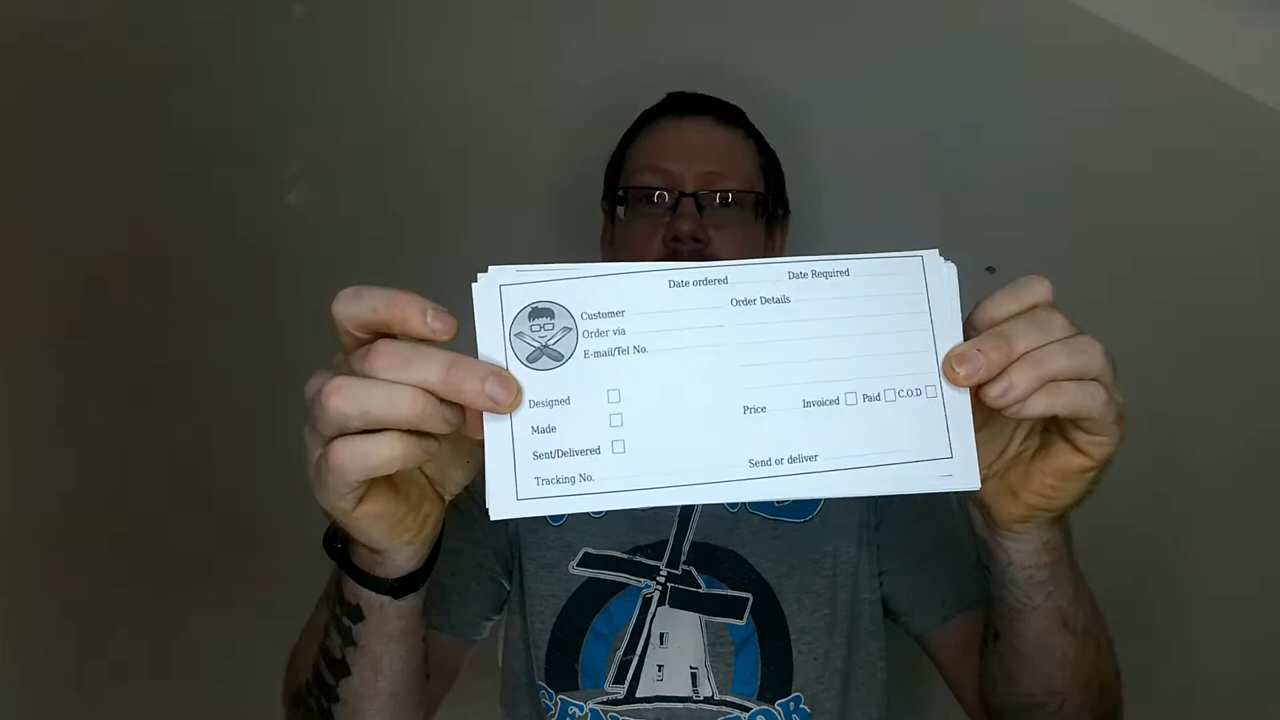 Date ordered Date Required
Customer Order Details
Order via
E-mail/Tel No.
Designed
Made Price Invoiced Paid C.O.D
Sent/Delivered
Tracking No. Send or deliver